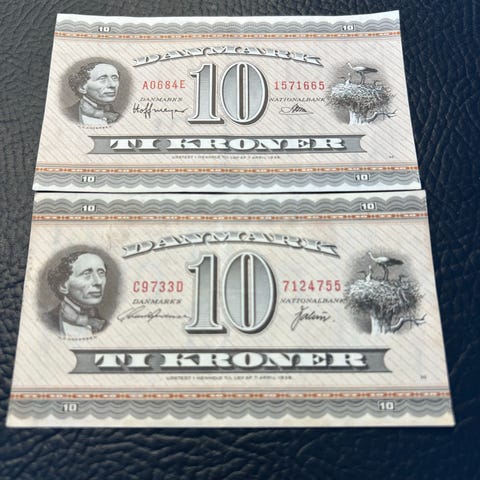 10 10
DANMARK
A0684E 10 1571665
DANMARKS NATIONALBANK
Hoffmeyer
TI KRONER
UDSTEDT I HENHOLD TIL LOV AF 7. APRIL 1936
10 10
10 10
DANMARK
C9733D 10 7124755
DANMARKS NATIONALBANK
TI KRONER
UDSTEDT I HENHOLD TIL LOV AF 7. APRIL 1936
10 10